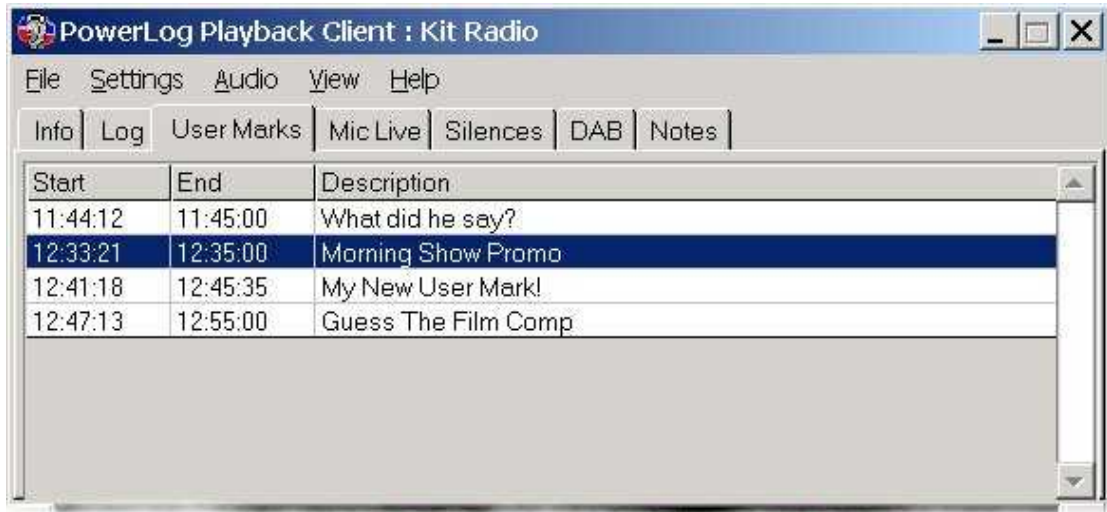 PowerLog Playback Client : Kit Radio
File Settings Audio View Help
Info Log User Marks Mic Live Silences DAB Notes
Start End Description
11:44:12 11:45:00 What did he say?
12:33:21 12:35:00 Morning Show Promo
12:41:18 12:45:35 My New User Mark!
12:47:13 12:55:00 Guess The Film Comp